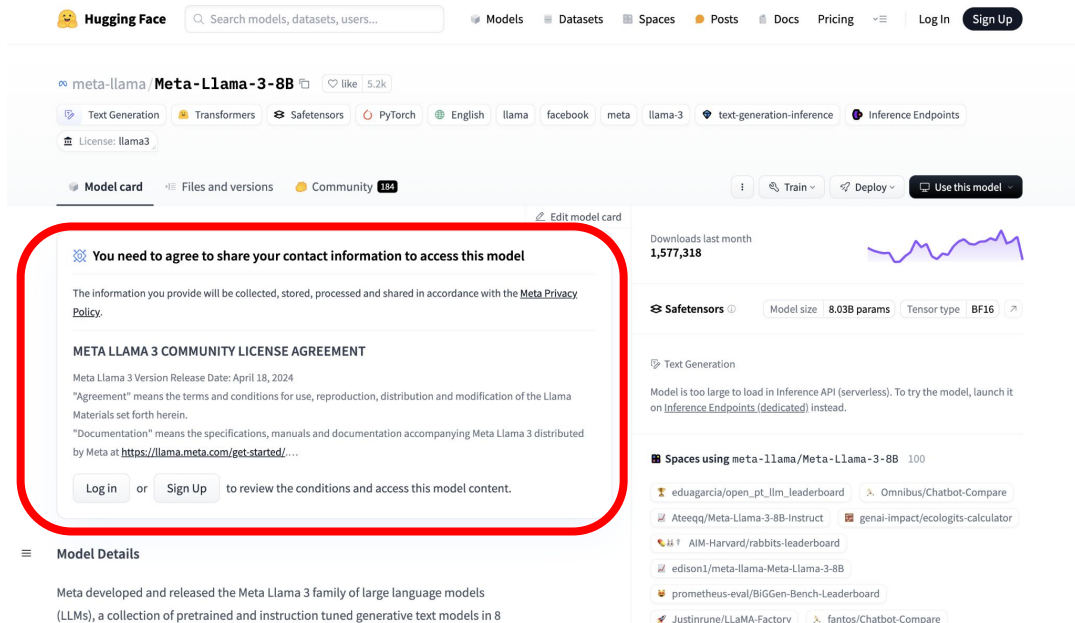 Hugging Face
Search models, datasets, users...
Models
Datasets
Spaces
Posts
Docs
Pricing
Log In
Sign Up
meta-llama/Meta-Llama-3-8B
like 5.2k
Text Generation
Transformers
Safetensors
PyTorch
English
llama
facebook
meta
llama-3
text-generation-inference
Inference Endpoints
License: llama3
Model card
Files and versions
Community 184
Train
Deploy
Use this model
Edit model card
You need to agree to share your contact information to access this model
The information you provide will be collected, stored, processed and shared in accordance with the Meta Privacy
Policy.
META LLAMA 3 COMMUNITY LICENSE AGREEMENT
Meta Llama 3 Version Release Date: April 18, 2024
"Agreement" means the terms and conditions for use, reproduction, distribution and modification of the Llama
Materials set forth herein.
"Documentation" means the specifications, manuals and documentation accompanying Meta Llama 3 distributed
by Meta at https://llama.meta.com/get-started/....
Log in or Sign Up to review the conditions and access this model content.
Model Details
Meta developed and released the Meta Llama 3 family of large language models
(LLMs), a collection of pretrained and instruction tuned generative text models in 8
Downloads last month
1,577,318
Safetensors
Model size 8.03B params
Tensor type BF16
Text Generation
Model is too large to load in Inference API (serverless). To try the model, launch it
on Inference Endpoints (dedicated) instead.
Spaces using meta-llama/Meta-Llama-3-8B 100
eduagarcia/open_pt_llm_leaderboard
Omnibus/Chatbot-Compare
Ateeqq/Meta-Llama-3-8B-Instruct
genai-impact/ecologits-calculator
AIM-Harvard/rabbits-leaderboard
edison1/meta-llama-Meta-Llama-3-8B
prometheus-eval/BiGGen-Bench-Leaderboard
Justinrune/LLaMA-Factory
fantos/Chatbot-Compare